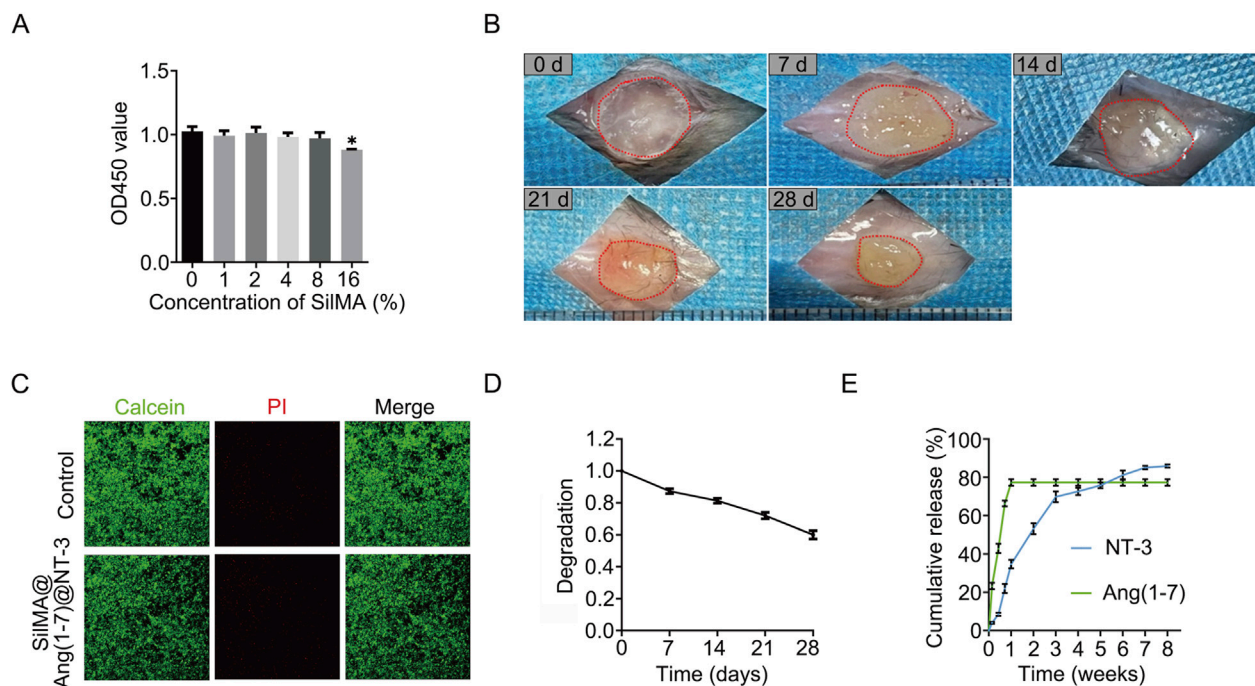 A
1.5
1.0
0.5
0.0
OD450 value
*
0 1 2 4 8 16
Concentration of SilMA (%)
B
0 d
7 d
14 d
21 d
28 d
C
Calcein PI Merge
Control
SilMA@
Ang(1-7)@NT-3
D
1.2
1.0
0.8
0.6
0.4
0.2
0.0
Degradation
0 7 14 21 28
Time (days)
E
80
60
40
20
0
Cumulative release (%)
NT-3
Ang(1-7)
0 1 2 3 4 5 6 7 8
Time (weeks)